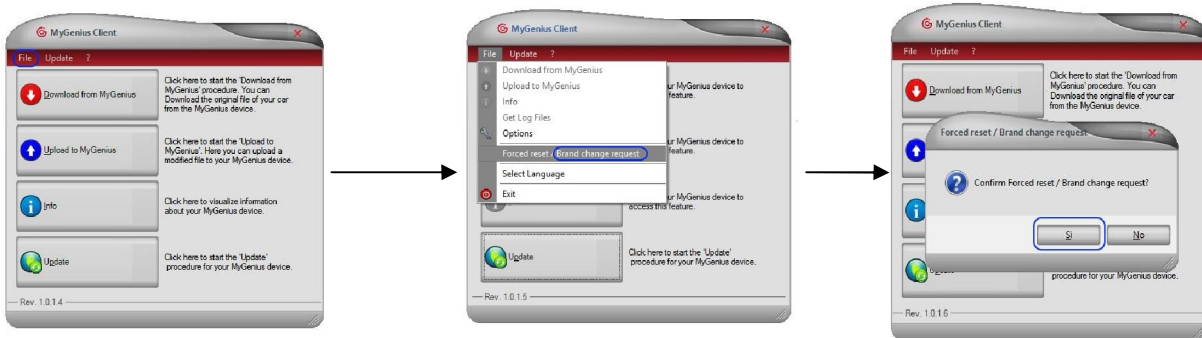 MyGenius Client
File Update ?
Download from MyGenius
Click here to start the 'Download from
MyGenius' procedure. You can
Download the original file of your car
from the MyGenius device.
Upload to MyGenius
Click here to start the 'Upload to
MyGenius'. Here you can upload a
modified file to your MyGenius device.
Info
Click here to visualize information
about your MyGenius device.
Update
Click here to start the 'Update'
procedure for your MyGenius device.
Rev. 1.0.1.4
MyGenius Client
File Update ?
Download from MyGenius
Upload to MyGenius
Info
Get Log Files
Options
Forced reset / Brand change request
Select Language
Exit
ur MyGenius device to
feature.
ur MyGenius device to
feature.
ur MyGenius device to
access this feature.
Update
Click here to start the 'Update'
procedure for your MyGenius device.
Rev. 1.0.1.5
MyGenius Client
File Update ?
Download from MyGenius
Click here to start the 'Download from
MyGenius' procedure. You can
Download the original file of your car
from the MyGenius device.
Forced reset / Brand change request
Confirm Forced reset / Brand change request?
Si
No
procedure for your MyGenius device.
Rev. 1.0.1.6